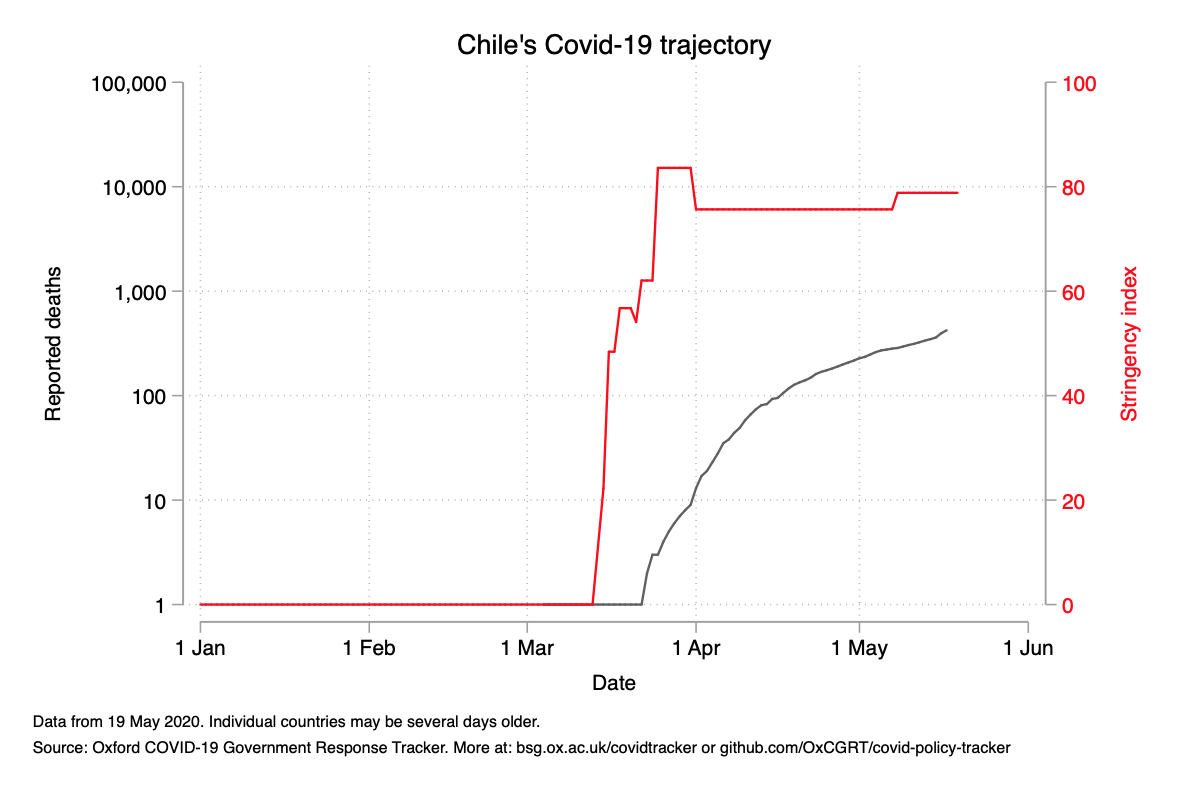 Chile's Covid-19 trajectory
100,000
10,000
1,000
100
10
1
Reported deaths
100
80
60
40
20
0
Stringency index
1 Jan
1 Feb
1 Mar
1 Apr
1 May
1 Jun
Date
Data from 19 May 2020. Individual countries may be several days older.
Source: Oxford COVID-19 Government Response Tracker. More at: bsg.ox.ac.uk/covidtracker or github.com/OxCGRT/covid-policy-tracker